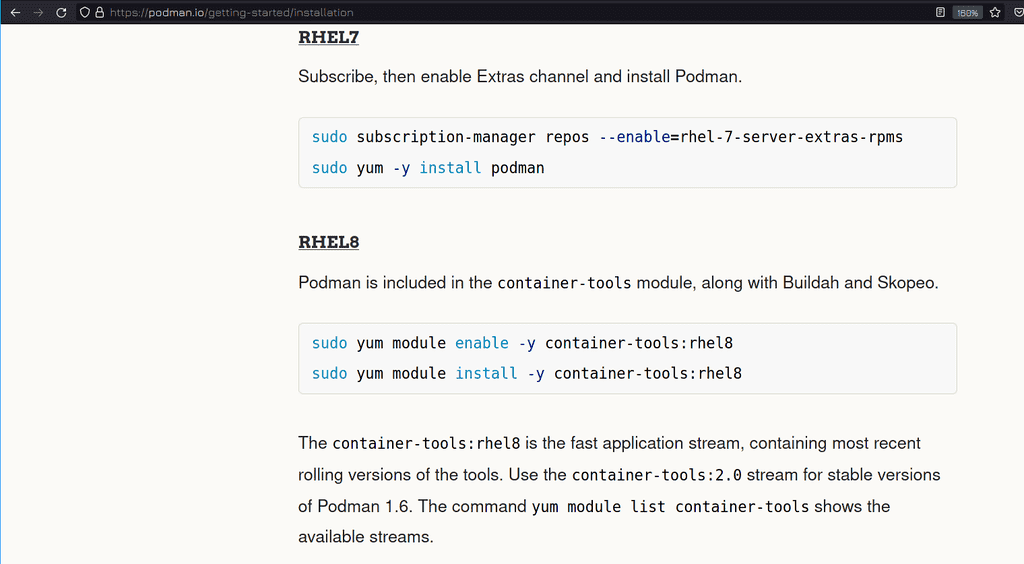 https://podman.io/getting-started/installation
168%
RHEL7
Subscribe, then enable Extras channel and install Podman.
sudo subscription-manager repos --enable=rhel-7-server-extras-rpms
sudo yum -y install podman
RHEL8
Podman is included in the container-tools module, along with Buildah and Skopeo.
sudo yum module enable -y container-tools:rhel8
sudo yum module install -y container-tools:rhel8
The container-tools:rhel8 is the fast application stream, containing most recent
rolling versions of the tools. Use the container-tools:2.0 stream for stable versions
of Podman 1.6. The command yum module list container-tools shows the
available streams.